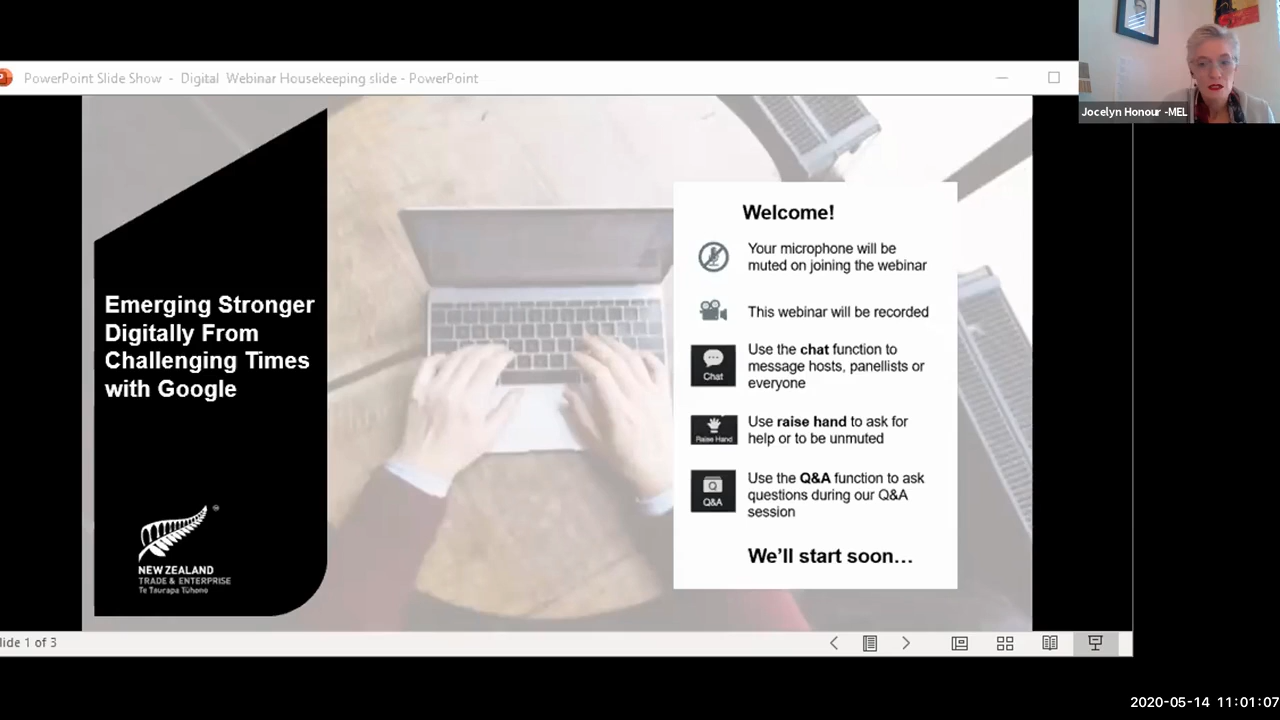 PowerPoint Slide Show - Digital Webinar Housekeeping slide - PowerPoint
Jocelyn Honour -MEL
Emerging Stronger
Digitally From
Challenging Times
with Google
NEW ZEALAND
TRADE & ENTERPRISE
Te Taurapa Tūhono
Welcome!
Your microphone will be
muted on joining the webinar
This webinar will be recorded
Chat
Use the chat function to
message hosts, panellists or
everyone
Raise Hand
Use raise hand to ask for
help or to be unmuted
Q&A
Use the Q&A function to ask
questions during our Q&A
session
We'll start soon...
lide 1 of 3
2020-05-14 11:01:07